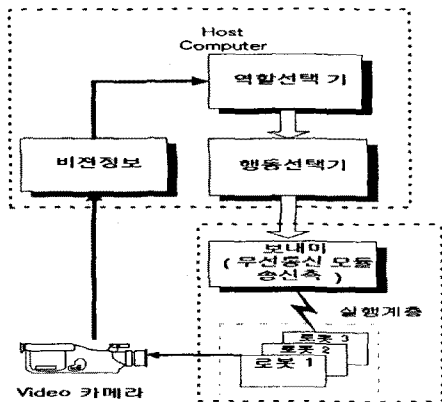 Host
Computer
역할선택 기
비전정보
행동선택기
보내미
( 무선통신 모듈
송신측 )
실행계층
로봇 3
로봇 2
로봇 1
Video 카메라